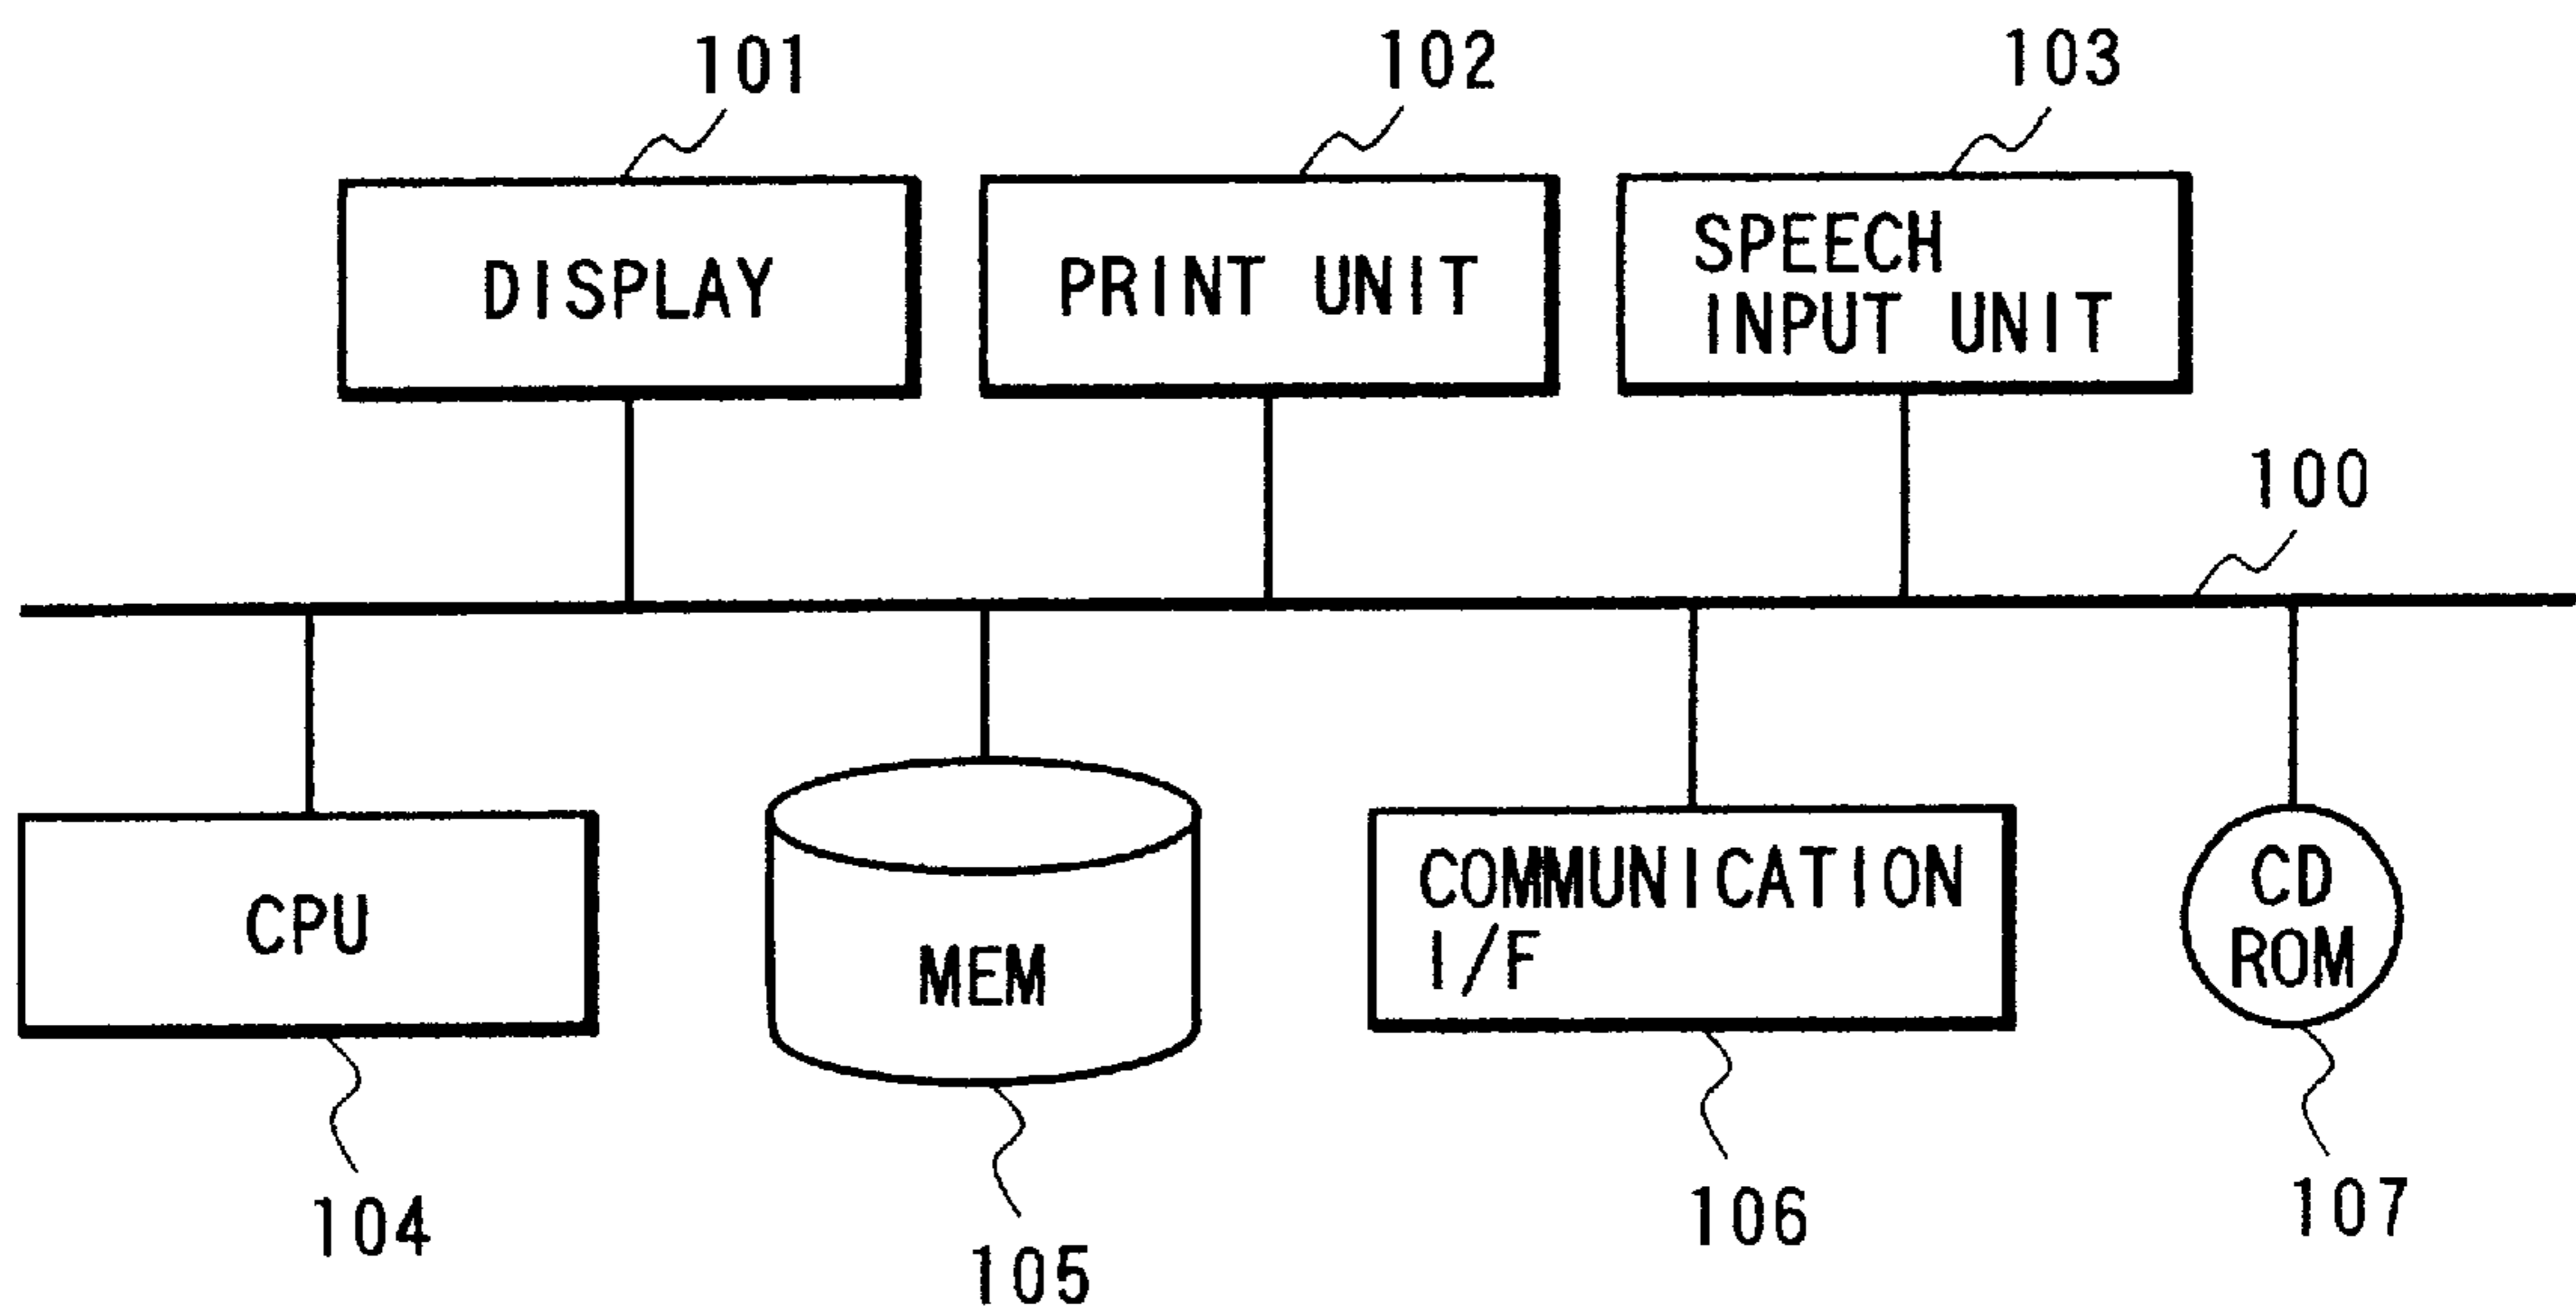 101
102
103
DISPLAY
PRINT UNIT
SPEECH
INPUT UNIT
100
CPU
MEM
COMMUNICATION
I/F
CD
ROM
104
105
106
107